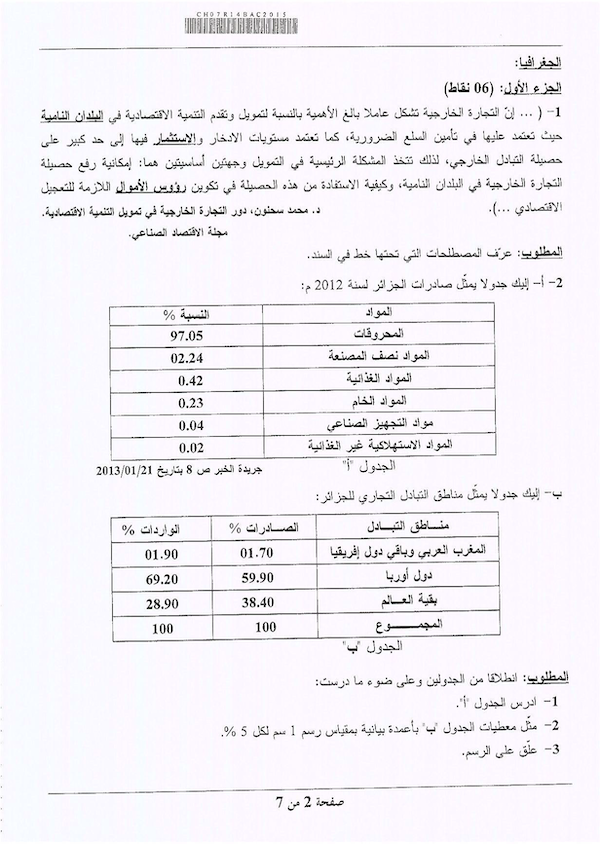 CH07R16BAC2015
الجغرافيا:
الجزء الأول: (06 نقاط)
1- ( ... إنّ التجارة الخارجية تشكل عاملا بالغ الأهمية بالنسبة لتمويل وتقدم التنمية الاقتصادية في البلدان النامية
حيث تعتمد عليها في تأمين السلع الضرورية، كما تعتمد مستويات الادخار والاستثمار فيها إلى حد كبير على
حصيلة التبادل الخارجي، لذلك تتخذ المشكلة الرئيسية في التمويل وجهتين أساسيتين هما: إمكانية رفع حصيلة
التجارة الخارجية في البلدان النامية، وكيفية الاستفادة من هذه الحصيلة في تكوين رؤوس الأموال اللازمة للتعجيل
الاقتصادي ...). د. محمد سحنون، دور التجارة الخارجية في تمويل التنمية الاقتصادية.
مجلة الاقتصاد الصناعي.
المطلوب: عرّف المصطلحات التي تحتها خط في السند.
2- أ- إليك جدولا يمثّل صادرات الجزائر لسنة 2012 م:
المواد النسبة %
المحروقات 97.05
المواد نصف المصنعة 02.24
المواد الغذائية 0.42
المواد الخام 0.23
مواد التجهيز الصناعي 0.04
المواد الاستهلاكية غير الغذائية 0.02
الجدول "أ" جريدة الخبر ص 8 بتاريخ 2013/01/21
ب- إليك جدولا يمثّل مناطق التبادل التجاري للجزائر:
منـــاطق التبـــادل الصـــادرات % الواردات %
المغرب العربي وباقي دول إفريقيا 01.70 01.90
دول أوربا 59.90 69.20
بقية العـــالم 38.40 28.90
المجمـــــوع 100 100
الجدول "ب"
المطلوب: انطلاقا من الجدولين وعلى ضوء ما درست:
1- ادرس الجدول "أ".
2- مثّل معطيات الجدول "ب" بأعمدة بيانية بمقياس رسم 1 سم لكل 5 %.
3- علّق على الرسم.
صفحة 2 من 7